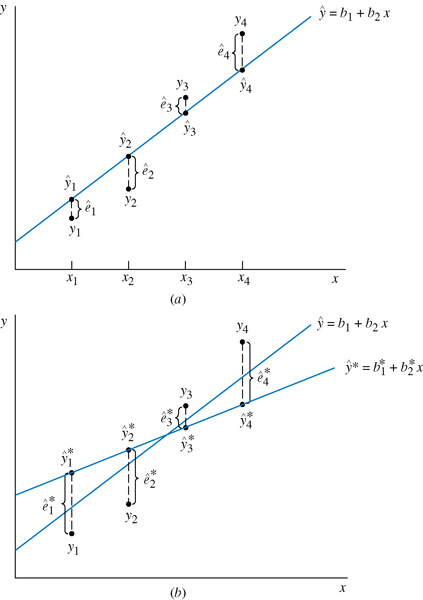 y
y₄
ŷ = b₁ + b₂ x
ê₄
ŷ₄
y₃
ê₃
ŷ₃
ŷ₂
ê₂
y₂
ŷ₁
ê₁
y₁
x₁ x₂ x₃ x₄ x
(a)
y
y₄
ŷ = b₁ + b₂ x
ŷ* = b₁* + b₂* x
ê₄*
ŷ₄*
y₃
ê₃*
ŷ₃*
ŷ₂*
ê₂*
y₂
ŷ₁*
ê₁*
y₁
x
(b)